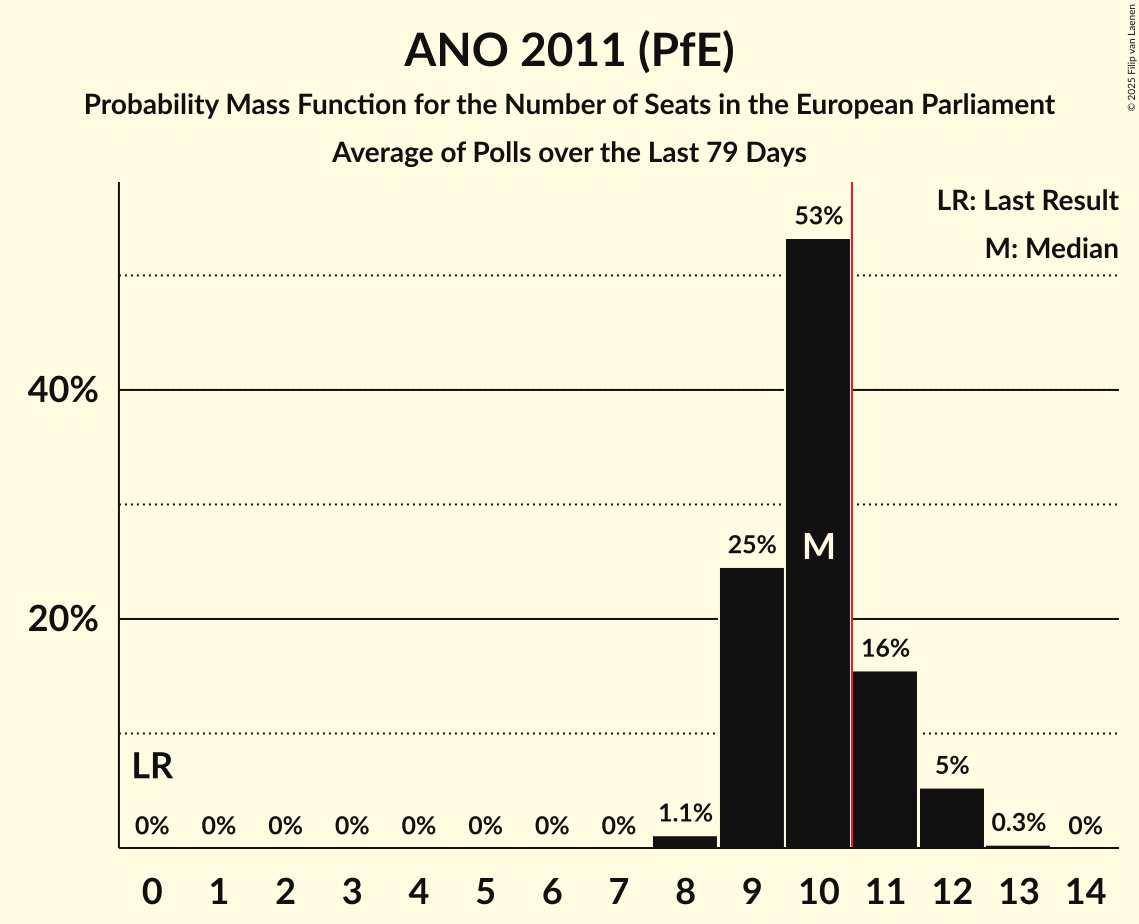 ANO 2011 (PfE)
Probability Mass Function for the Number of Seats in the European Parliament
Average of Polls over the Last 79 Days
© 2025 Filip van Laenen
LR: Last Result
M: Median
53%
40%
25%
M
20%
16%
LR
5%
1.1%
0.3%
0% 0% 0% 0% 0% 0% 0% 0% 0%
0 1 2 3 4 5 6 7 8 9 10 11 12 13 14